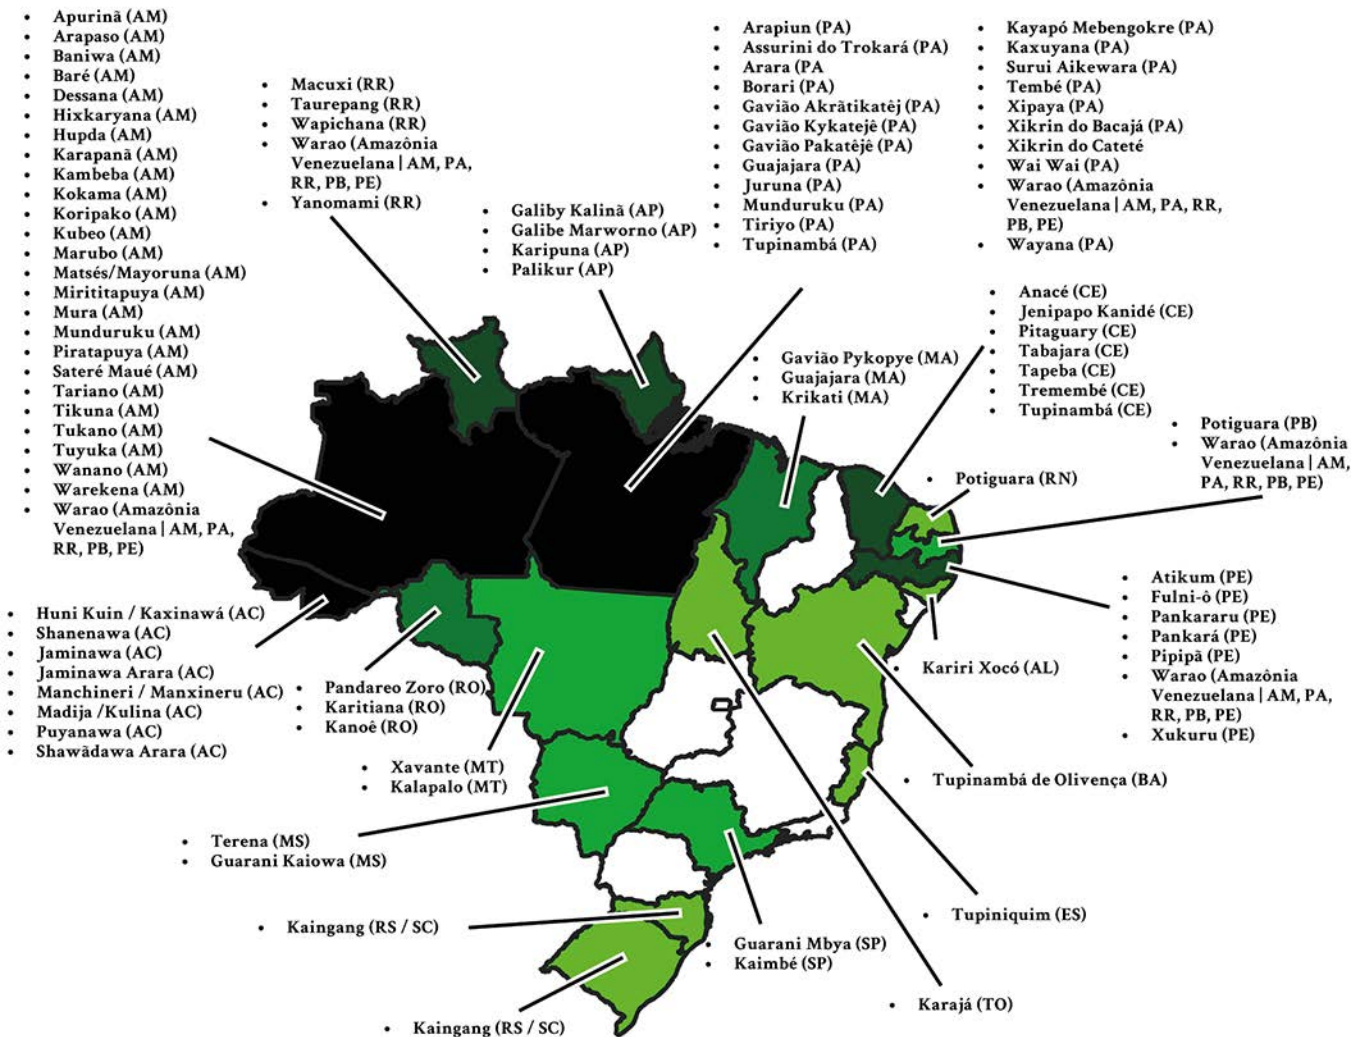 • Apurinã (AM)
• Arapaso (AM)
• Baniwa (AM)
• Baré (AM)
• Dessana (AM)
• Hixkaryana (AM)
• Hupda (AM)
• Karapanã (AM)
• Kambeba (AM)
• Kokama (AM)
• Koripako (AM)
• Kubeo (AM)
• Marubo (AM)
• Matsés/Mayoruna (AM)
• Mirititapuya (AM)
• Mura (AM)
• Munduruku (AM)
• Piratapuya (AM)
• Sateré Maué (AM)
• Tariano (AM)
• Tikuna (AM)
• Tukano (AM)
• Tuyuka (AM)
• Wanano (AM)
• Warekena (AM)
• Warao (Amazônia
Venezuelana | AM, PA,
RR, PB, PE)
• Macuxi (RR)
• Taurepang (RR)
• Wapichana (RR)
• Warao (Amazônia
Venezuelana | AM, PA,
RR, PB, PE)
• Yanomami (RR)
• Galiby Kalinã (AP)
• Galibe Marworno (AP)
• Karipuna (AP)
• Palikur (AP)
• Arapiun (PA)
• Assurini do Trokará (PA)
• Arara (PA
• Borari (PA)
• Gavião Akrãtikatêj (PA)
• Gavião Kykatejê (PA)
• Gavião Pakatêjê (PA)
• Guajajara (PA)
• Juruna (PA)
• Munduruku (PA)
• Tiriyo (PA)
• Tupinambá (PA)
• Kayapó Mebengokre (PA)
• Kaxuyana (PA)
• Surui Aikewara (PA)
• Tembé (PA)
• Xipaya (PA)
• Xikrin do Bacajá (PA)
• Xikrin do Cateté
• Wai Wai (PA)
• Warao (Amazônia
Venezuelana | AM, PA, RR,
PB, PE)
• Wayana (PA)
• Gavião Pykopye (MA)
• Guajajara (MA)
• Krikati (MA)
• Anacé (CE)
• Jenipapo Kanidé (CE)
• Pitaguary (CE)
• Tabajara (CE)
• Tapeba (CE)
• Tremembé (CE)
• Tupinambá (CE)
• Potiguara (RN)
• Potiguara (PB)
• Warao (Amazônia
Venezuelana | AM,
PA, RR, PB, PE)
• Atikum (PE)
• Fulni-ô (PE)
• Pankararu (PE)
• Pankará (PE)
• Pipipã (PE)
• Warao (Amazônia
Venezuelana | AM, PA,
RR, PB, PE)
• Xukuru (PE)
• Huni Kuin / Kaxinawá (AC)
• Shanenawa (AC)
• Jaminawa (AC)
• Jaminawa Arara (AC)
• Manchineri / Manxineru (AC)
• Madija /Kulina (AC)
• Puyanawa (AC)
• Shawãdawa Arara (AC)
• Pandareo Zoro (RO)
• Karitiana (RO)
• Kanoê (RO)
• Kariri Xocó (AL)
• Xavante (MT)
• Kalapalo (MT)
• Tupinambá de Olivença (BA)
• Terena (MS)
• Guarani Kaiowa (MS)
• Tupiniquim (ES)
• Kaingang (RS / SC)
• Guarani Mbya (SP)
• Kaimbé (SP)
• Karajá (TO)
• Kaingang (RS / SC)